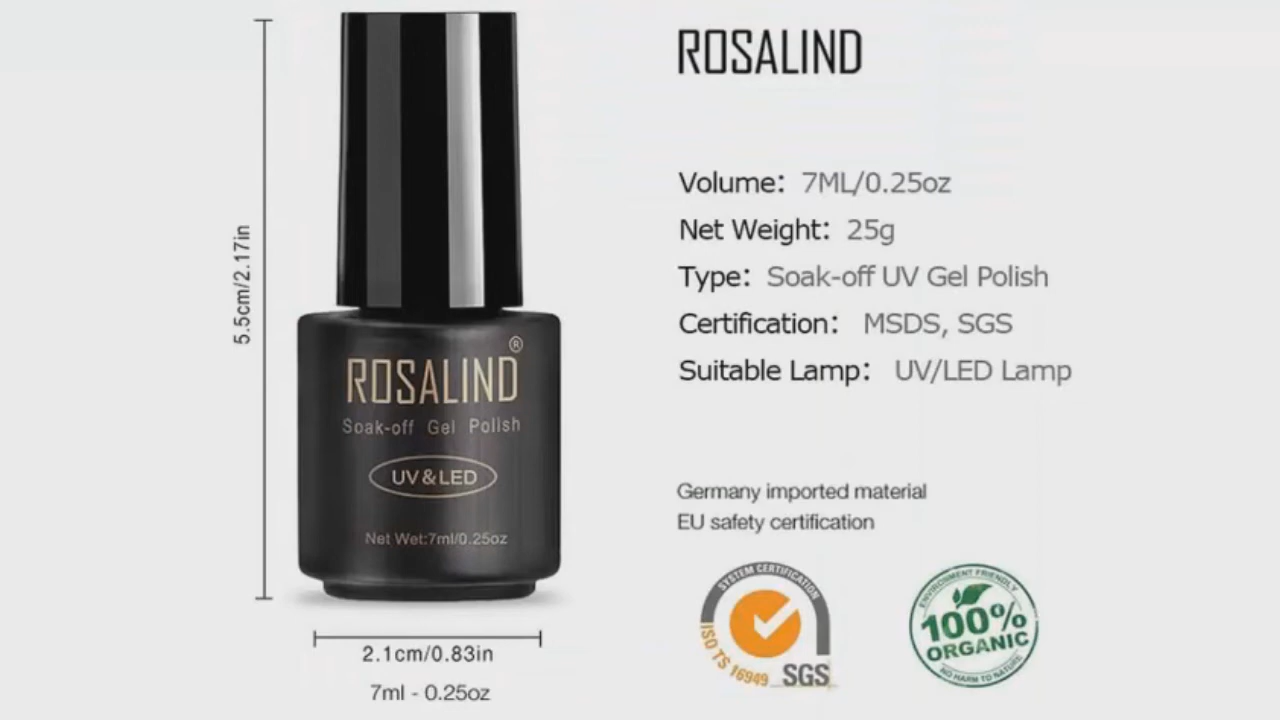 ROSALIND
Volume: 7ML/0.25oz
Net Weight: 25g
Type: Soak-off UV Gel Polish
Certification: MSDS, SGS
Suitable Lamp: UV/LED Lamp
Germany imported material
EU safety certification
SYSTEM CERTIFICATION
ISO TS 16949
SGS
ENVIRONMENT FRIENDLY
100%
ORGANIC
NO HARM TO NATURE
5.5cm/2.17in
ROSALIND®
Soak-off Gel Polish
UV&LED
Net Wet:7ml/0.25oz
2.1cm/0.83in
7ml - 0.25oz